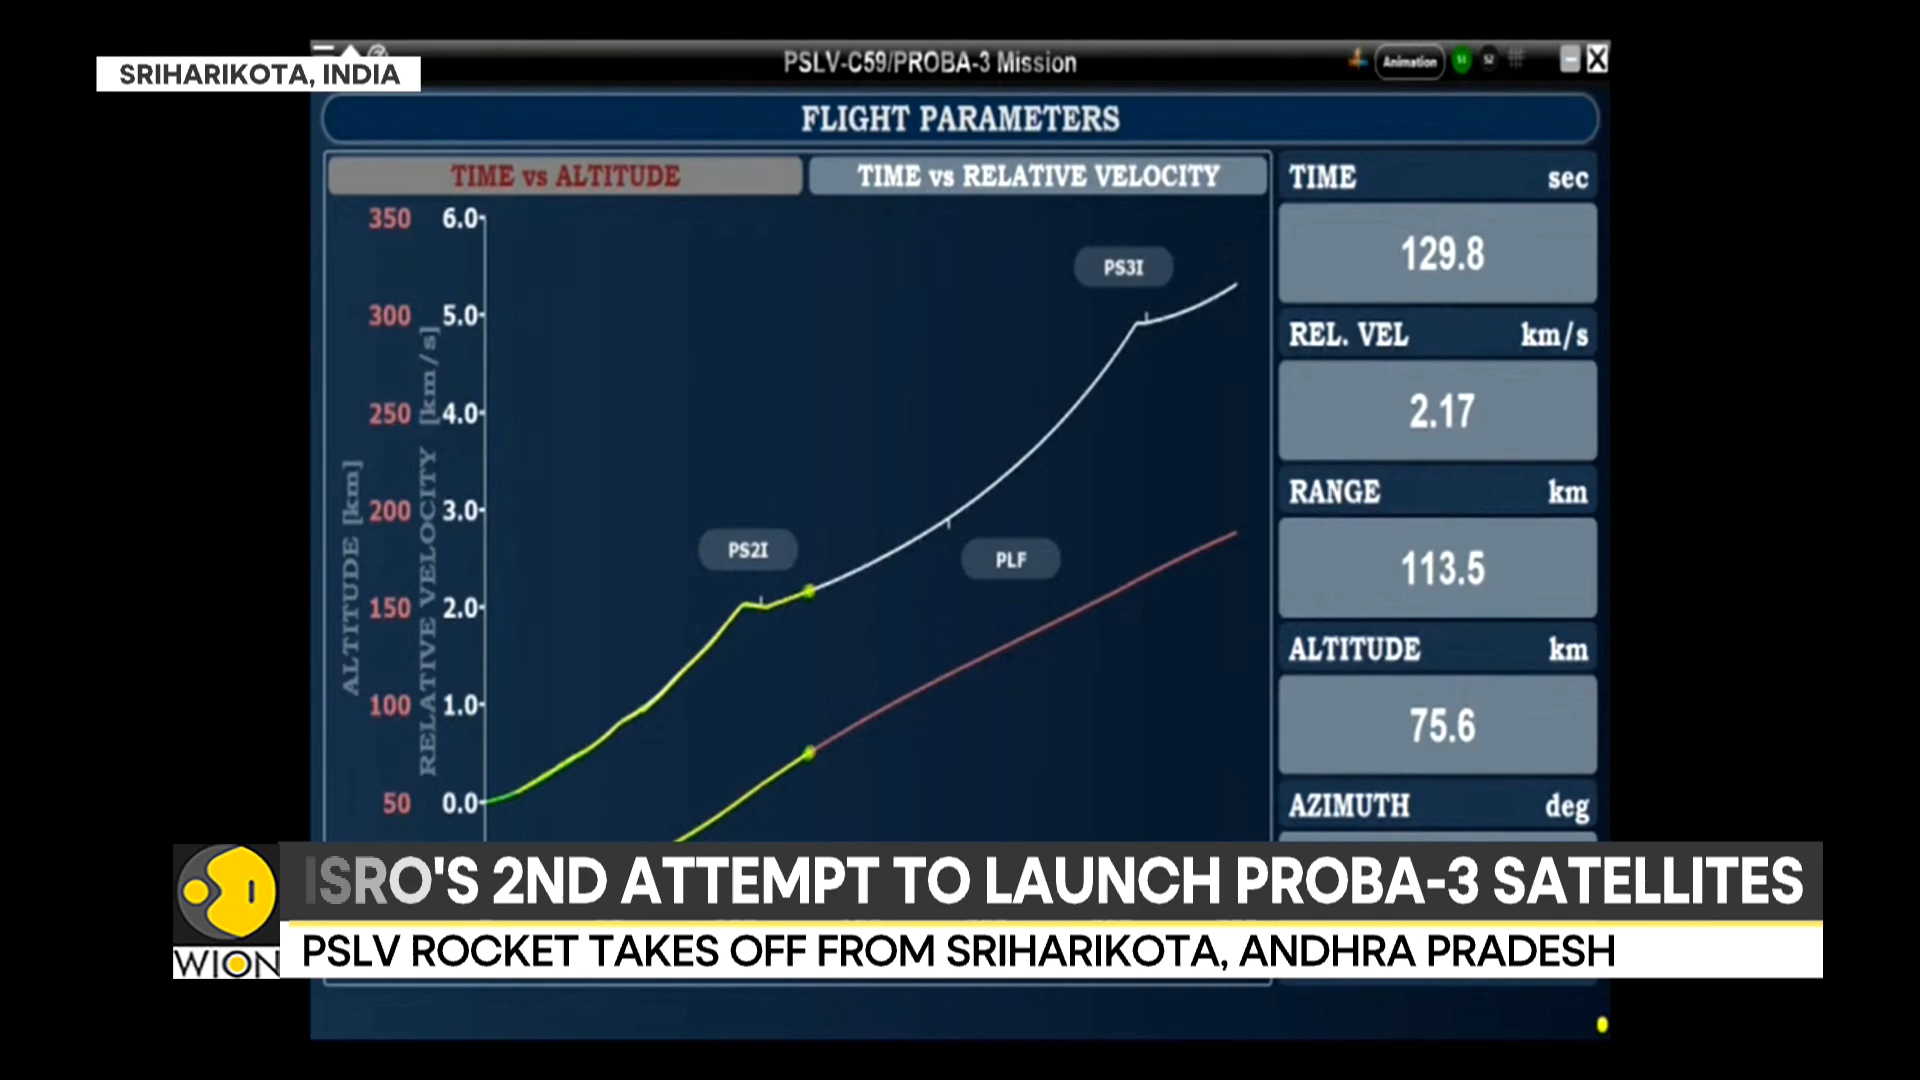 SRIHARIKOTA, INDIA
PSLV-C59/PROBA-3 Mission
Animation
S1
S2
FLIGHT PARAMETERS
TIME vs ALTITUDE
TIME vs RELATIVE VELOCITY
TIME sec
129.8
REL. VEL km/s
2.17
RANGE km
113.5
ALTITUDE km
75.6
AZIMUTH deg
350 6.0
300 5.0
250 4.0
200 3.0
150 2.0
100 1.0
50 0.0
ALTITUDE [km]
RELATIVE VELOCITY [km/s]
PS3I
PS2I
PLF
ISRO'S 2ND ATTEMPT TO LAUNCH PROBA-3 SATELLITES
PSLV ROCKET TAKES OFF FROM SRIHARIKOTA, ANDHRA PRADESH
WION